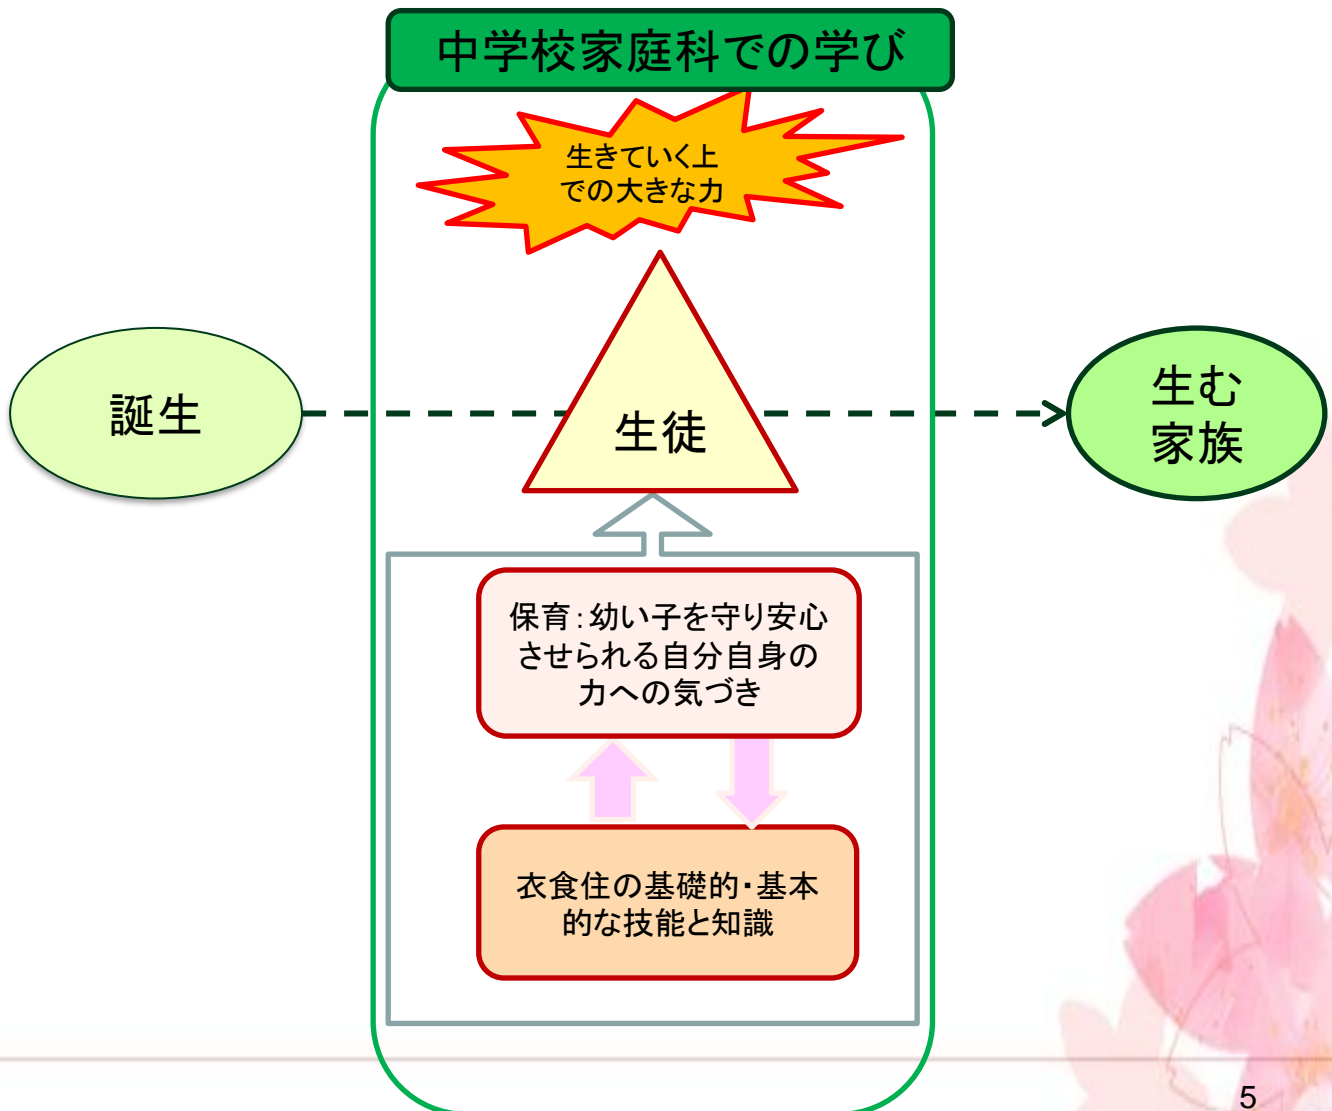 中学校家庭科での学び
生きていく上
での大きな力
誕生
生徒
生む
家族
保育：幼い子を守り安心
させられる自分自身の
力への気づき
衣食住の基礎的・基本
的な技能と知識
5